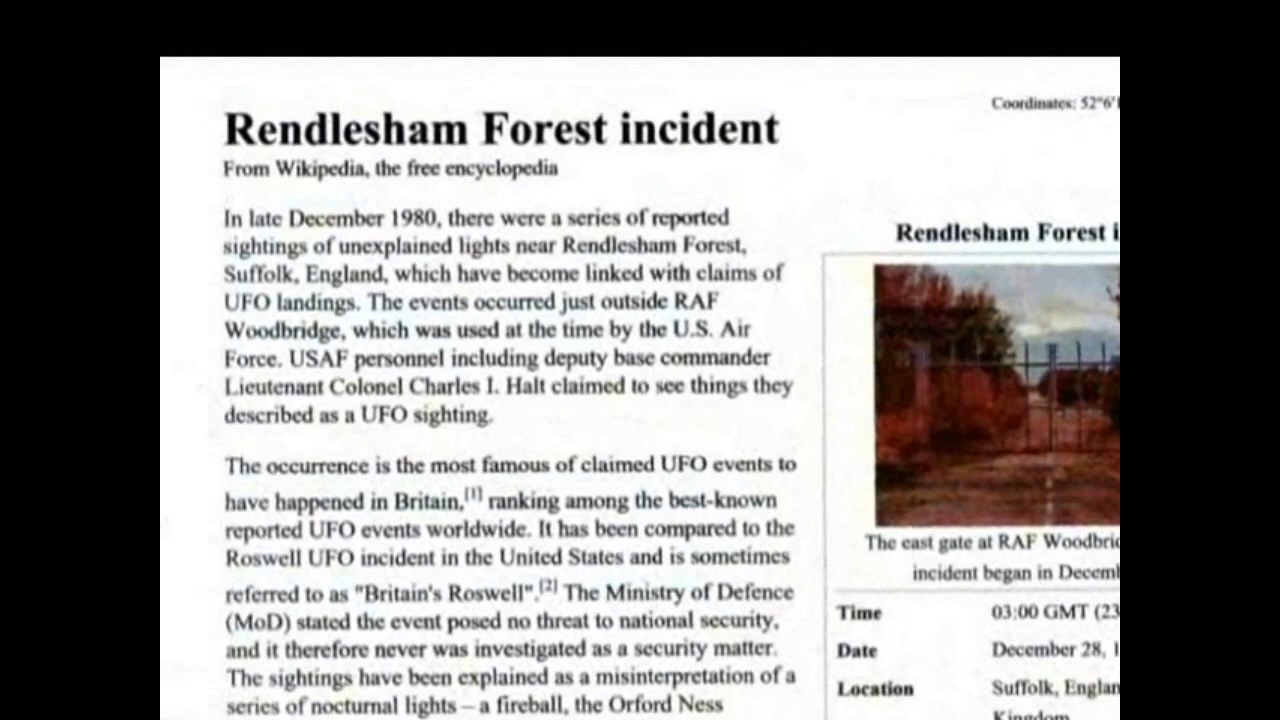 Coordinates: 52°6'
Rendlesham Forest incident
From Wikipedia, the free encyclopedia
In late December 1980, there were a series of reported
sightings of unexplained lights near Rendlesham Forest,
Suffolk, England, which have become linked with claims of
UFO landings. The events occurred just outside RAF
Woodbridge, which was used at the time by the U.S. Air
Force. USAF personnel including deputy base commander
Lieutenant Colonel Charles I. Halt claimed to see things they
described as a UFO sighting.
The occurrence is the most famous of claimed UFO events to
have happened in Britain,[1] ranking among the best-known
reported UFO events worldwide. It has been compared to the
Roswell UFO incident in the United States and is sometimes
referred to as "Britain's Roswell".[2] The Ministry of Defence
(MoD) stated the event posed no threat to national security,
and it therefore never was investigated as a security matter.
The sightings have been explained as a misinterpretation of a
series of nocturnal lights – a fireball, the Orford Ness
Rendlesham Forest i
The east gate at RAF Woodbri
incident began in Decem
Time 03:00 GMT (23
Date December 28, 1
Location Suffolk, Englan
Kingdom